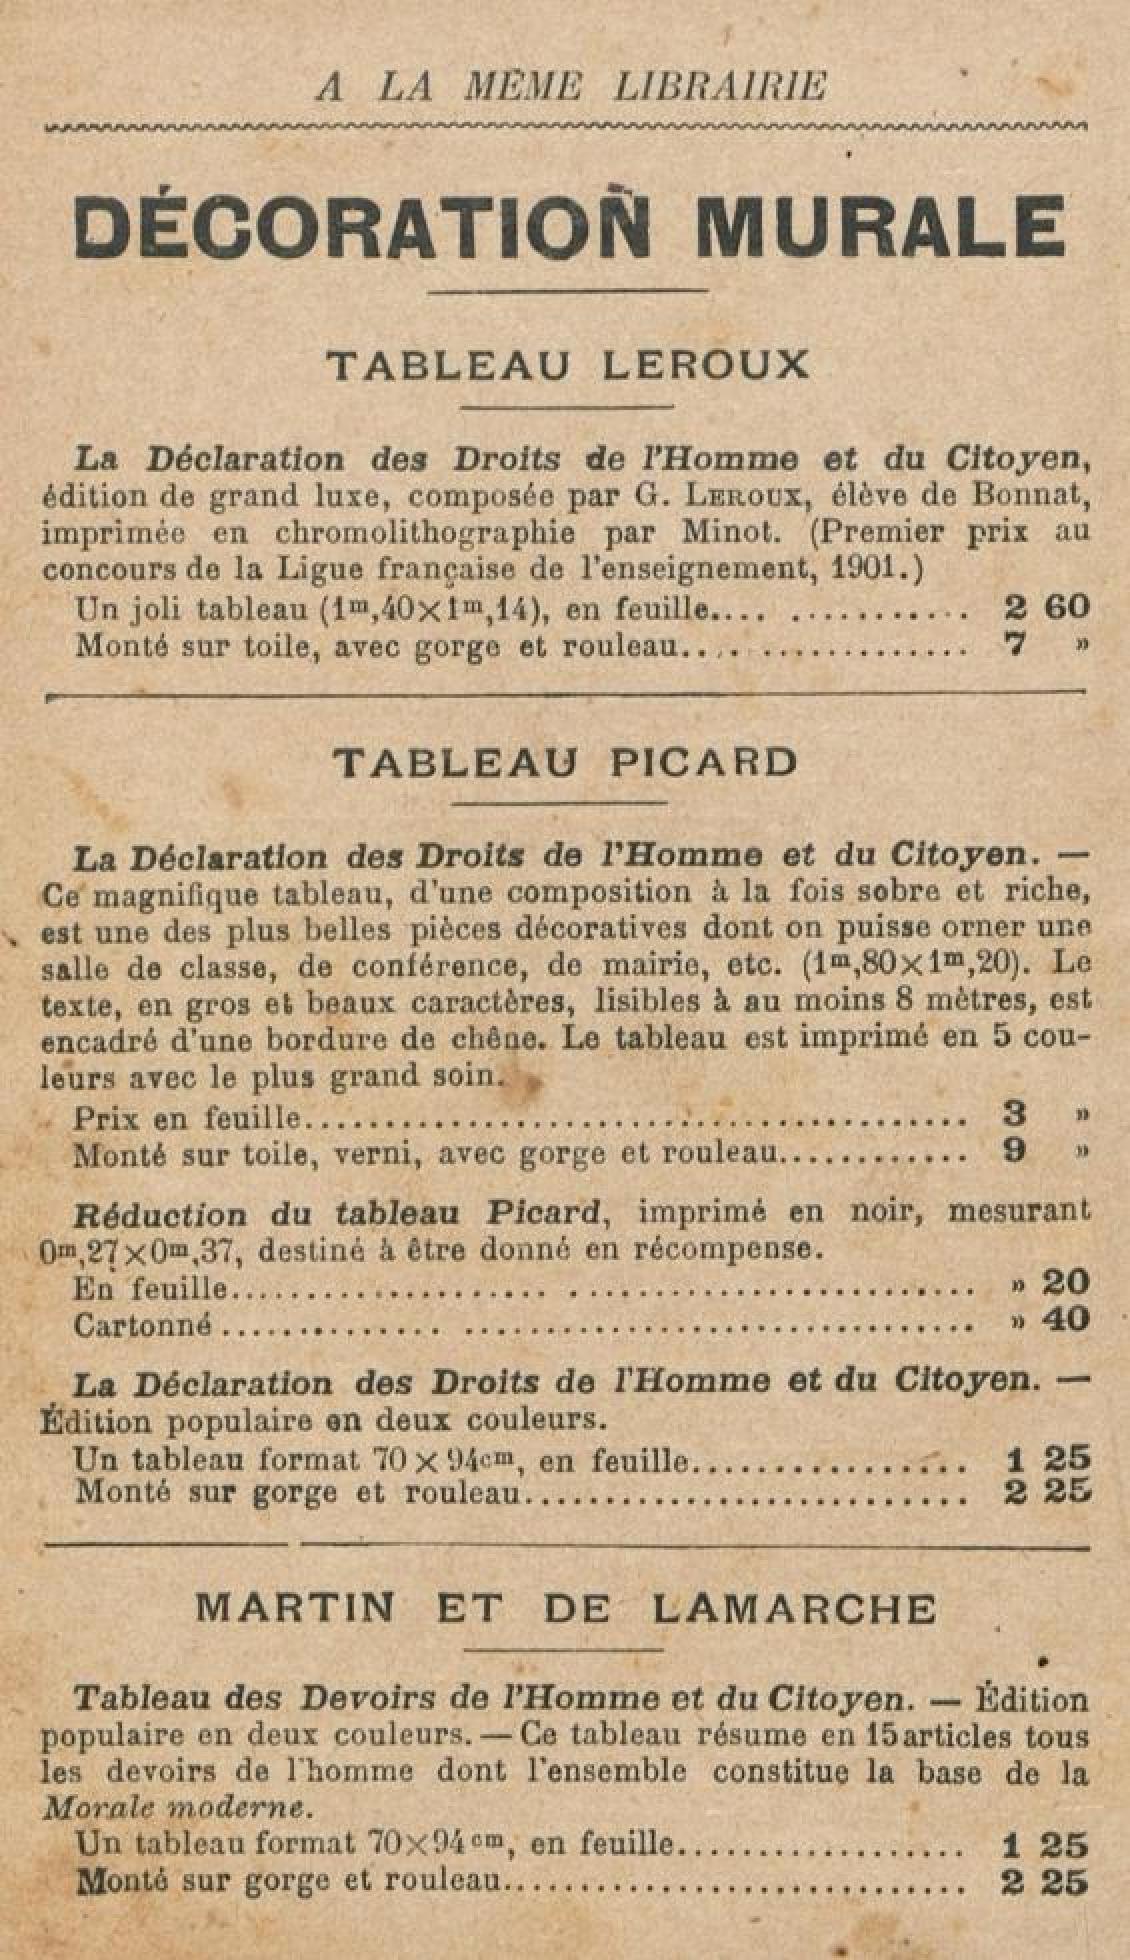 A LA MÊME LIBRAIRIE
DÉCORATION MURALE
TABLEAU LEROUX
La Déclaration des Droits de l'Homme et du Citoyen,
édition de grand luxe, composée par G. LEROUX, élève de Bonnat,
imprimée en chromolithographie par Minot. (Premier prix au
concours de la Ligue française de l'enseignement, 1901.)
Un joli tableau (1m,40×1m,14), en feuille.... ............ 2 60
Monté sur toile, avec gorge et rouleau.... .............. 7 »
TABLEAU PICARD
La Déclaration des Droits de l'Homme et du Citoyen. —
Ce magnifique tableau, d'une composition à la fois sobre et riche,
est une des plus belles pièces décoratives dont on puisse orner une
salle de classe, de conférence, de mairie, etc. (1m,80×1m,20). Le
texte, en gros et beaux caractères, lisibles à au moins 8 mètres, est
encadré d'une bordure de chêne. Le tableau est imprimé en 5 cou-
leurs avec le plus grand soin.
Prix en feuille............................................. 3 »
Monté sur toile, verni, avec gorge et rouleau............. 9 »
Réduction du tableau Picard, imprimé en noir, mesurant
0m,27×0m,37, destiné à être donné en récompense.
En feuille..................... ........................... » 20
Cartonné ............... .................................. » 40
La Déclaration des Droits de l'Homme et du Citoyen. —
Édition populaire en deux couleurs.
Un tableau format 70 × 94cm, en feuille................... 1 25
Monté sur gorge et rouleau.............................. 2 25
MARTIN ET DE LAMARCHE
Tableau des Devoirs de l'Homme et du Citoyen. — Édition
populaire en deux couleurs. — Ce tableau résume en 15 articles tous
les devoirs de l'homme dont l'ensemble constitue la base de la
Morale moderne.
Un tableau format 70×94cm, en feuille.................... 1 25
Monté sur gorge et rouleau............................... 2 25